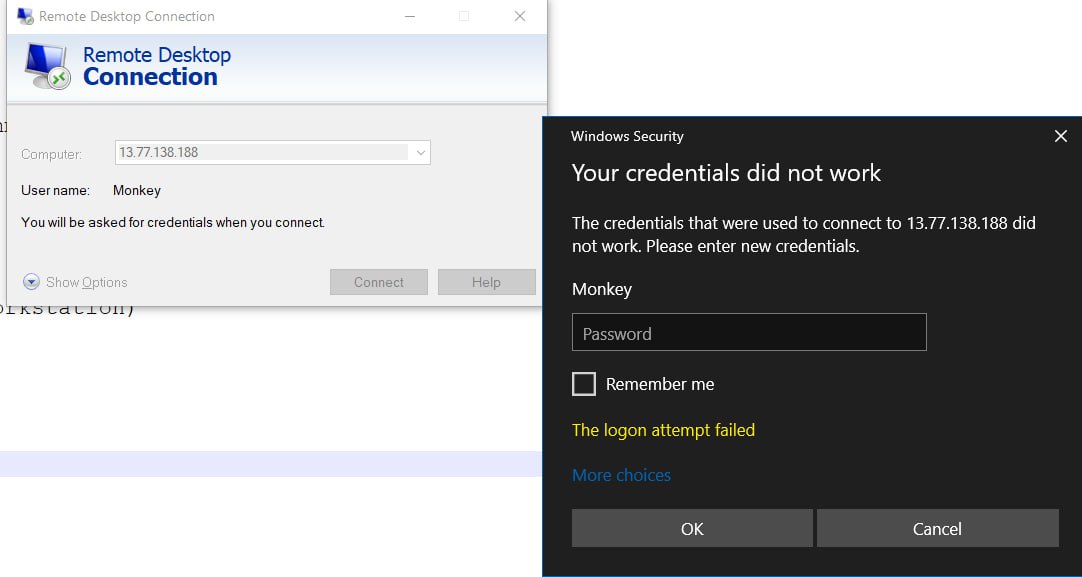 Remote Desktop Connection
Remote Desktop
Connection
Computer:
13.77.138.188
User name: Monkey
You will be asked for credentials when you connect.
Show Options
Connect
Help
orkstation)
Windows Security
Your credentials did not work
The credentials that were used to connect to 13.77.138.188 did
not work. Please enter new credentials.
Monkey
Password
Remember me
The logon attempt failed
More choices
OK
Cancel